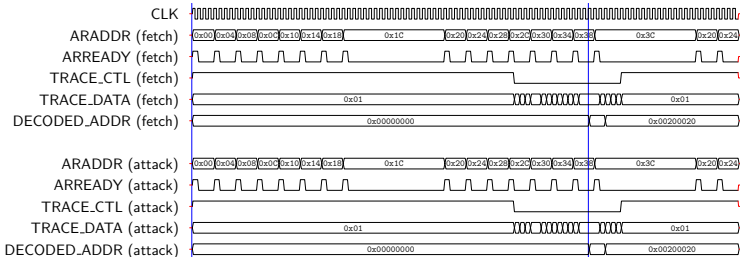 CLK
ARADDR (fetch) 0x00 0x04 0x08 0x0C 0x10 0x14 0x18 0x1C 0x20 0x24 0x28 0x2C 0x30 0x34 0x38 0x3C 0x20 0x24
ARREADY (fetch)
TRACE_CTL (fetch)
TRACE_DATA (fetch) 0x01 0x01
DECODED_ADDR (fetch) 0x00000000 0x00200020
ARADDR (attack) 0x00 0x04 0x08 0x0C 0x10 0x14 0x18 0x1C 0x20 0x24 0x28 0x2C 0x30 0x34 0x38 0x3C 0x20 0x24
ARREADY (attack)
TRACE_CTL (attack)
TRACE_DATA (attack) 0x01 0x01
DECODED_ADDR (attack) 0x00000000 0x00200020